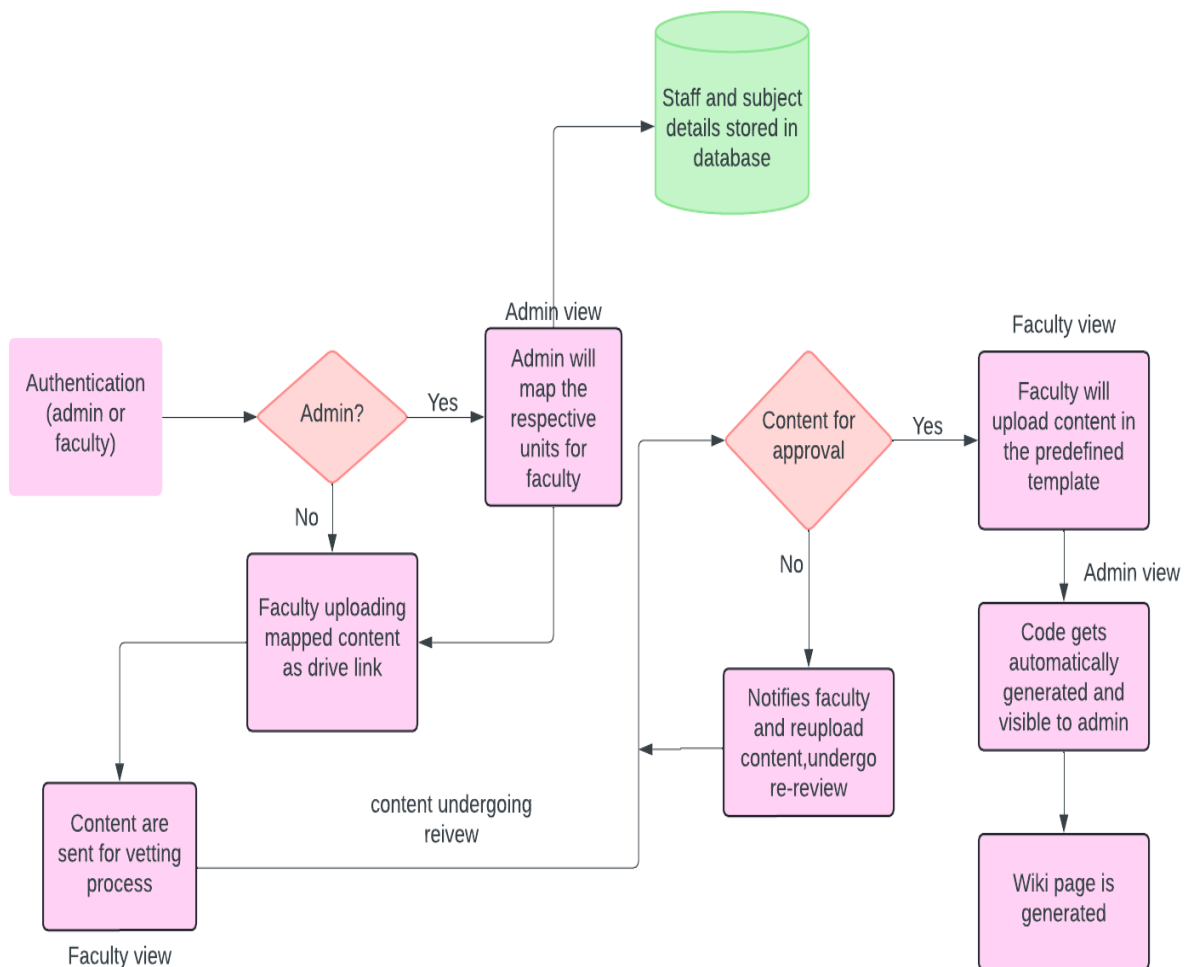 Staff and subject
details stored in
database
Admin view
Faculty view
Authentication
(admin or
faculty)
Admin?
Yes
No
Admin will
map the
respective
units for
faculty
Content for
approval
Yes
No
Faculty will
upload content in
the predefined
template
Admin view
Faculty uploading
mapped content
as drive link
Code gets
automatically
generated and
visible to admin
Notifies faculty
and reupload
content,undergo
re-review
content undergoing
reivew
Content are
sent for vetting
process
Faculty view
Wiki page is
generated